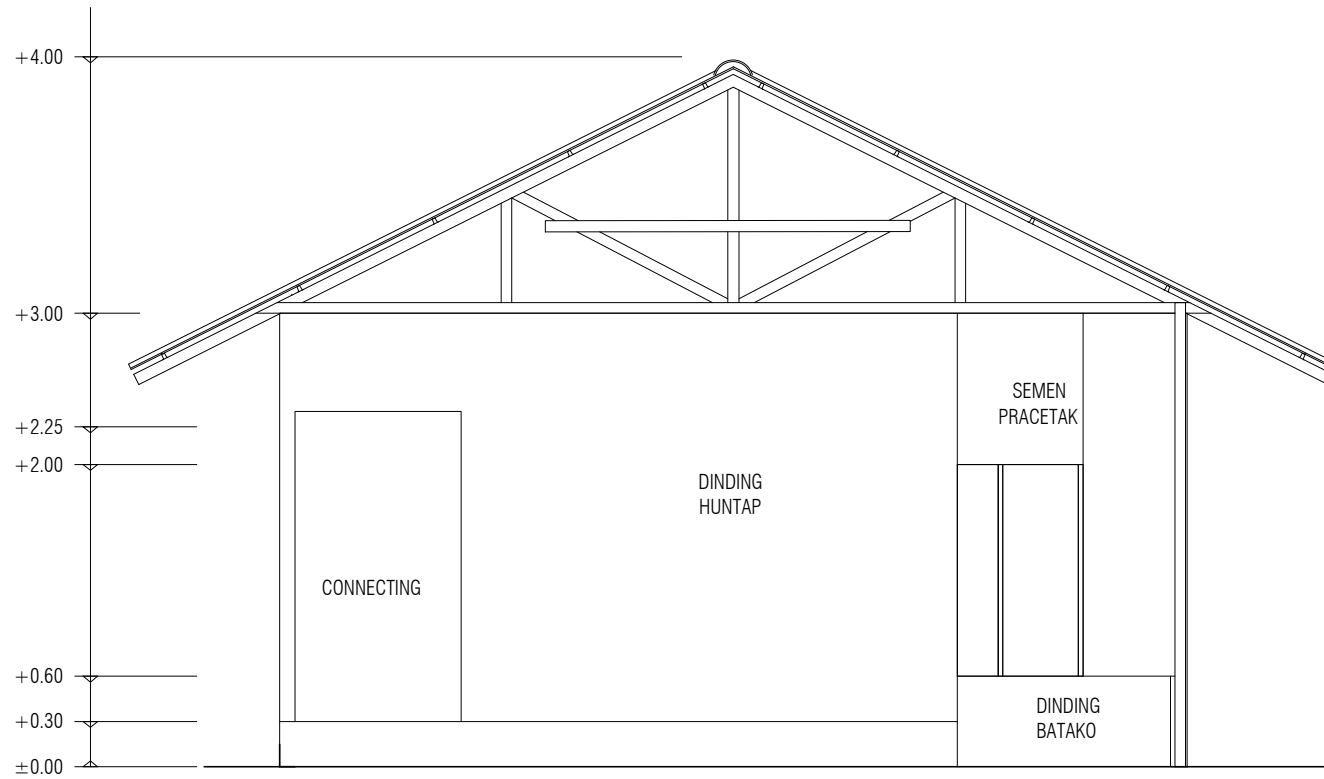 +4.00
+3.00
SEMEN
PRACETAK
+2.25
+2.00
DINDING
HUNTAP
CONNECTING
+0.60
DINDING
BATAKO
+0.30
±0.00